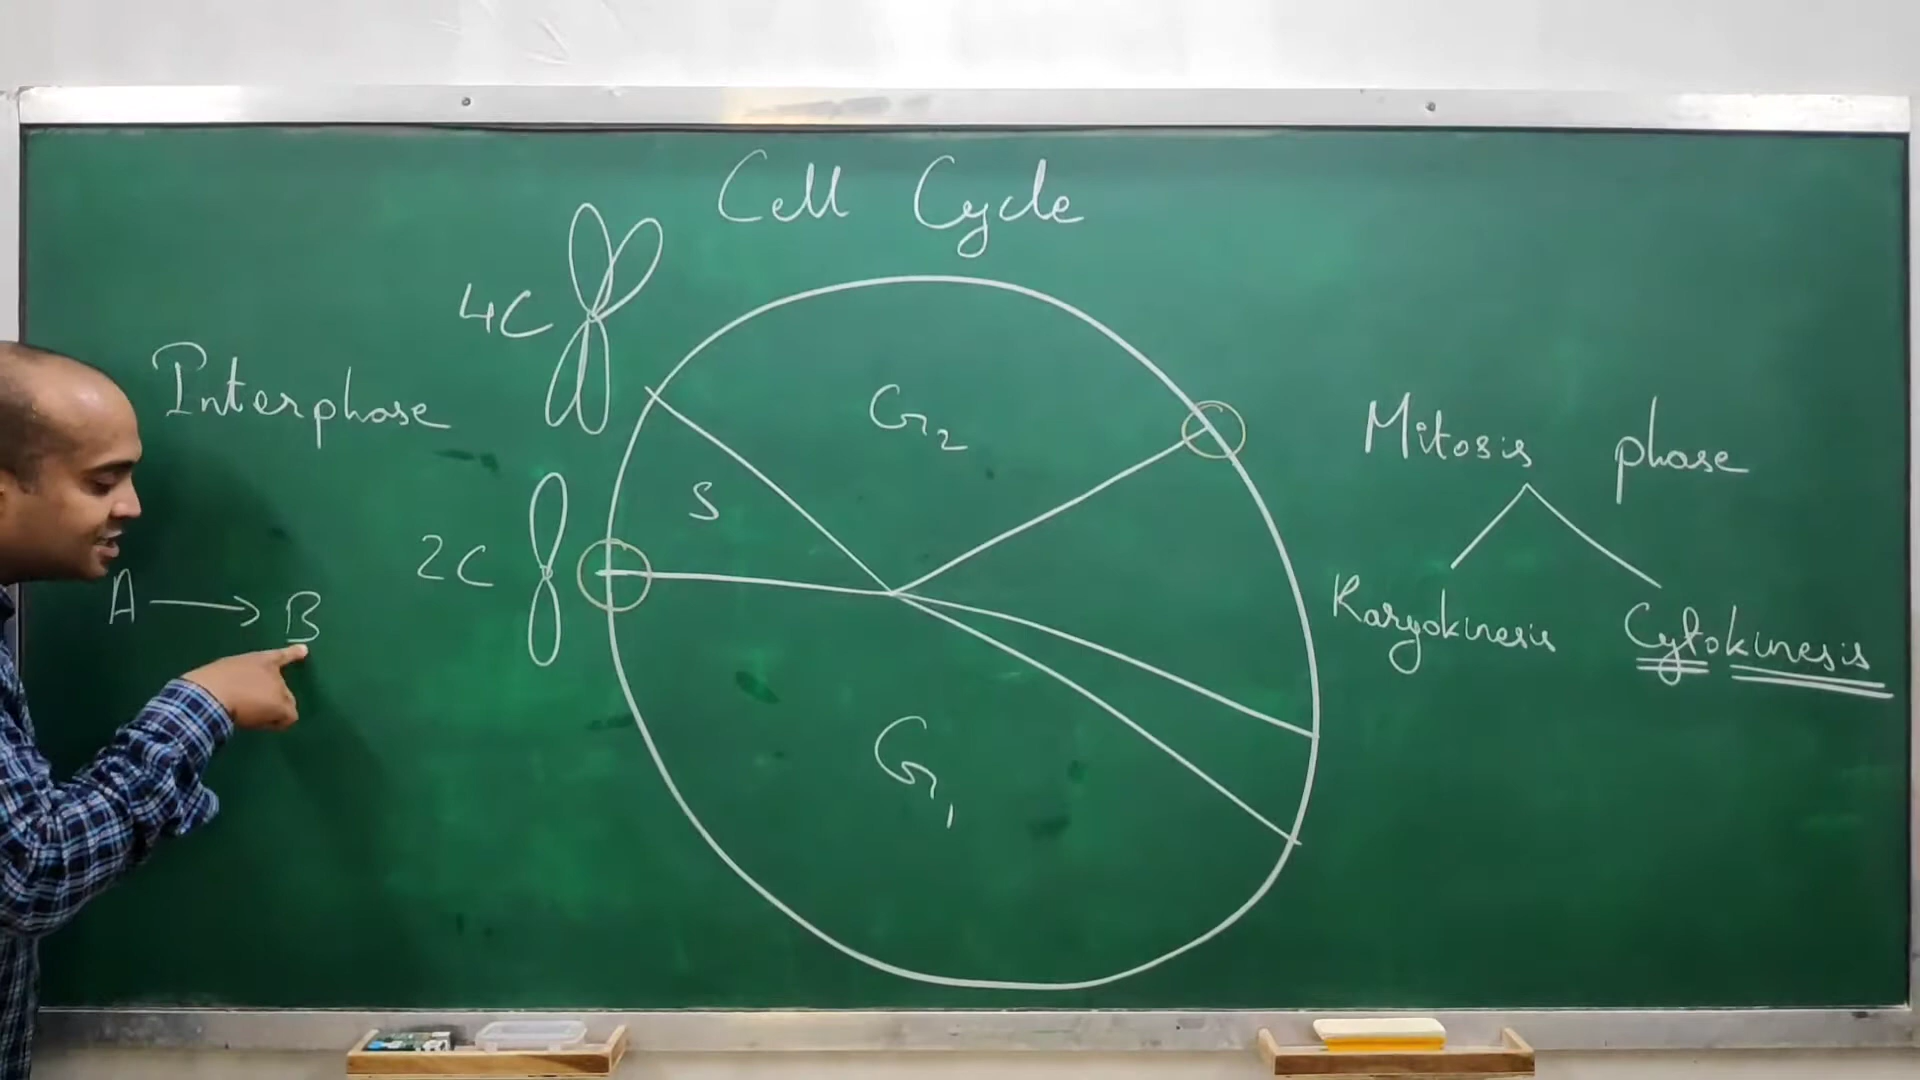 Cell Cycle
4C
Interphase
G2
Mitosis phase
S
2C
A → B
Karyokinesis Cytokinesis
G1